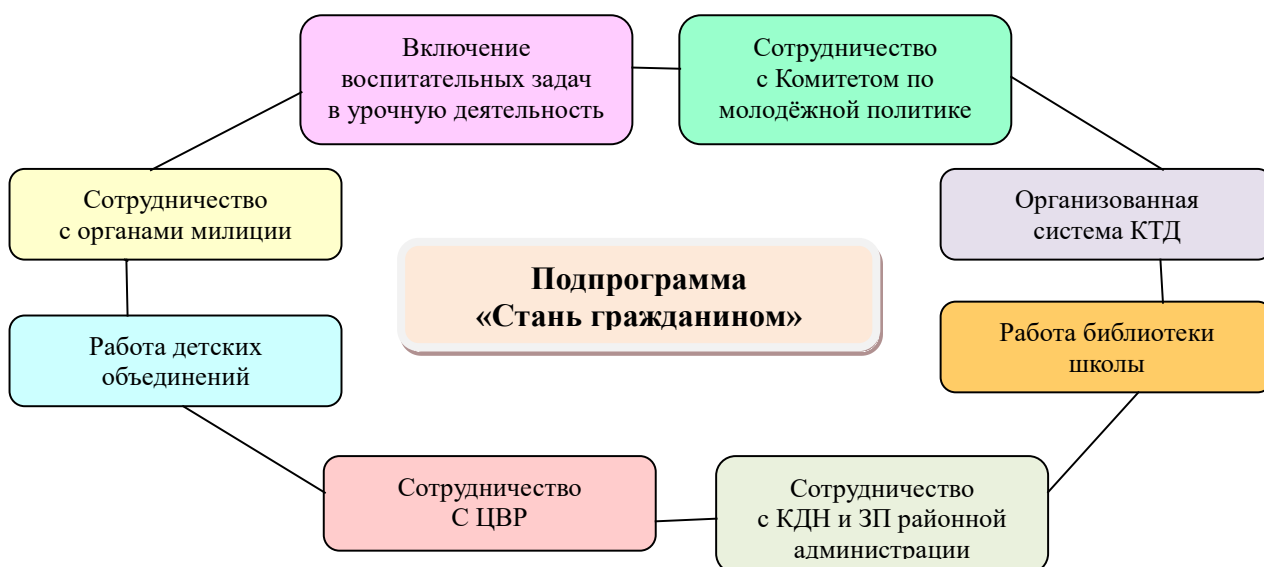 Включение
воспитательных задач
в урочную деятельность
Сотрудничество
с Комитетом по
молодёжной политике
Сотрудничество
с органами милиции
Организованная
система КТД
Подпрограмма
«Стань гражданином»
Работа детских
объединений
Работа библиотеки
школы
Сотрудничество
С ЦВР
Сотрудничество
с КДН и ЗП районной
администрации